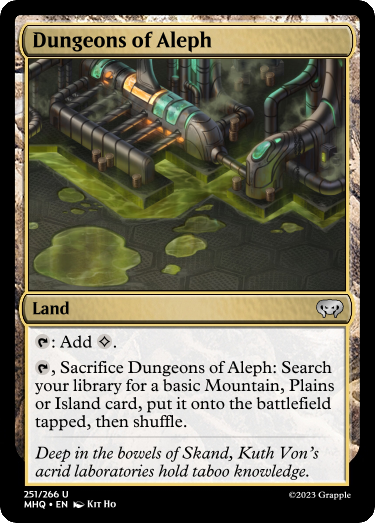 Dungeons of Aleph
Land
: Add .
, Sacrifice Dungeons of Aleph: Search
your library for a basic Mountain, Plains
or Island card, put it onto the battlefield
tapped, then shuffle.
Deep in the bowels of Skand, Kuth Von's
acrid laboratories hold taboo knowledge.
251/266 U
MHQ • EN Kit Ho
©2023 Grapple